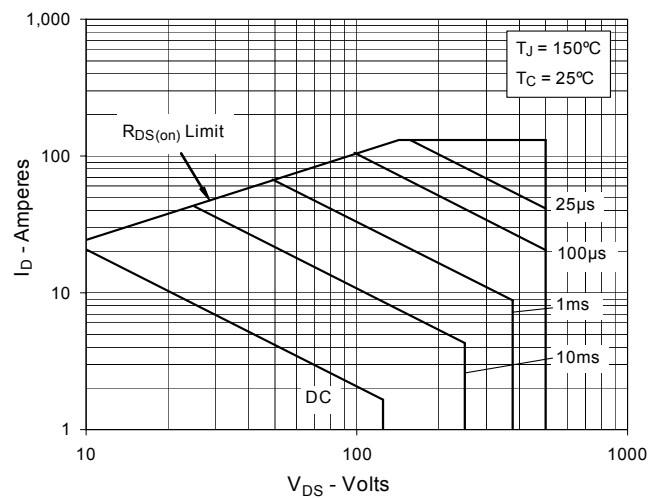 1,000
100
10
1
I_D - Amperes
T_J = 150ºC
T_C = 25ºC
R_DS(on) Limit
25µs
100µs
1ms
10ms
DC
10 100 1000
V_DS - Volts